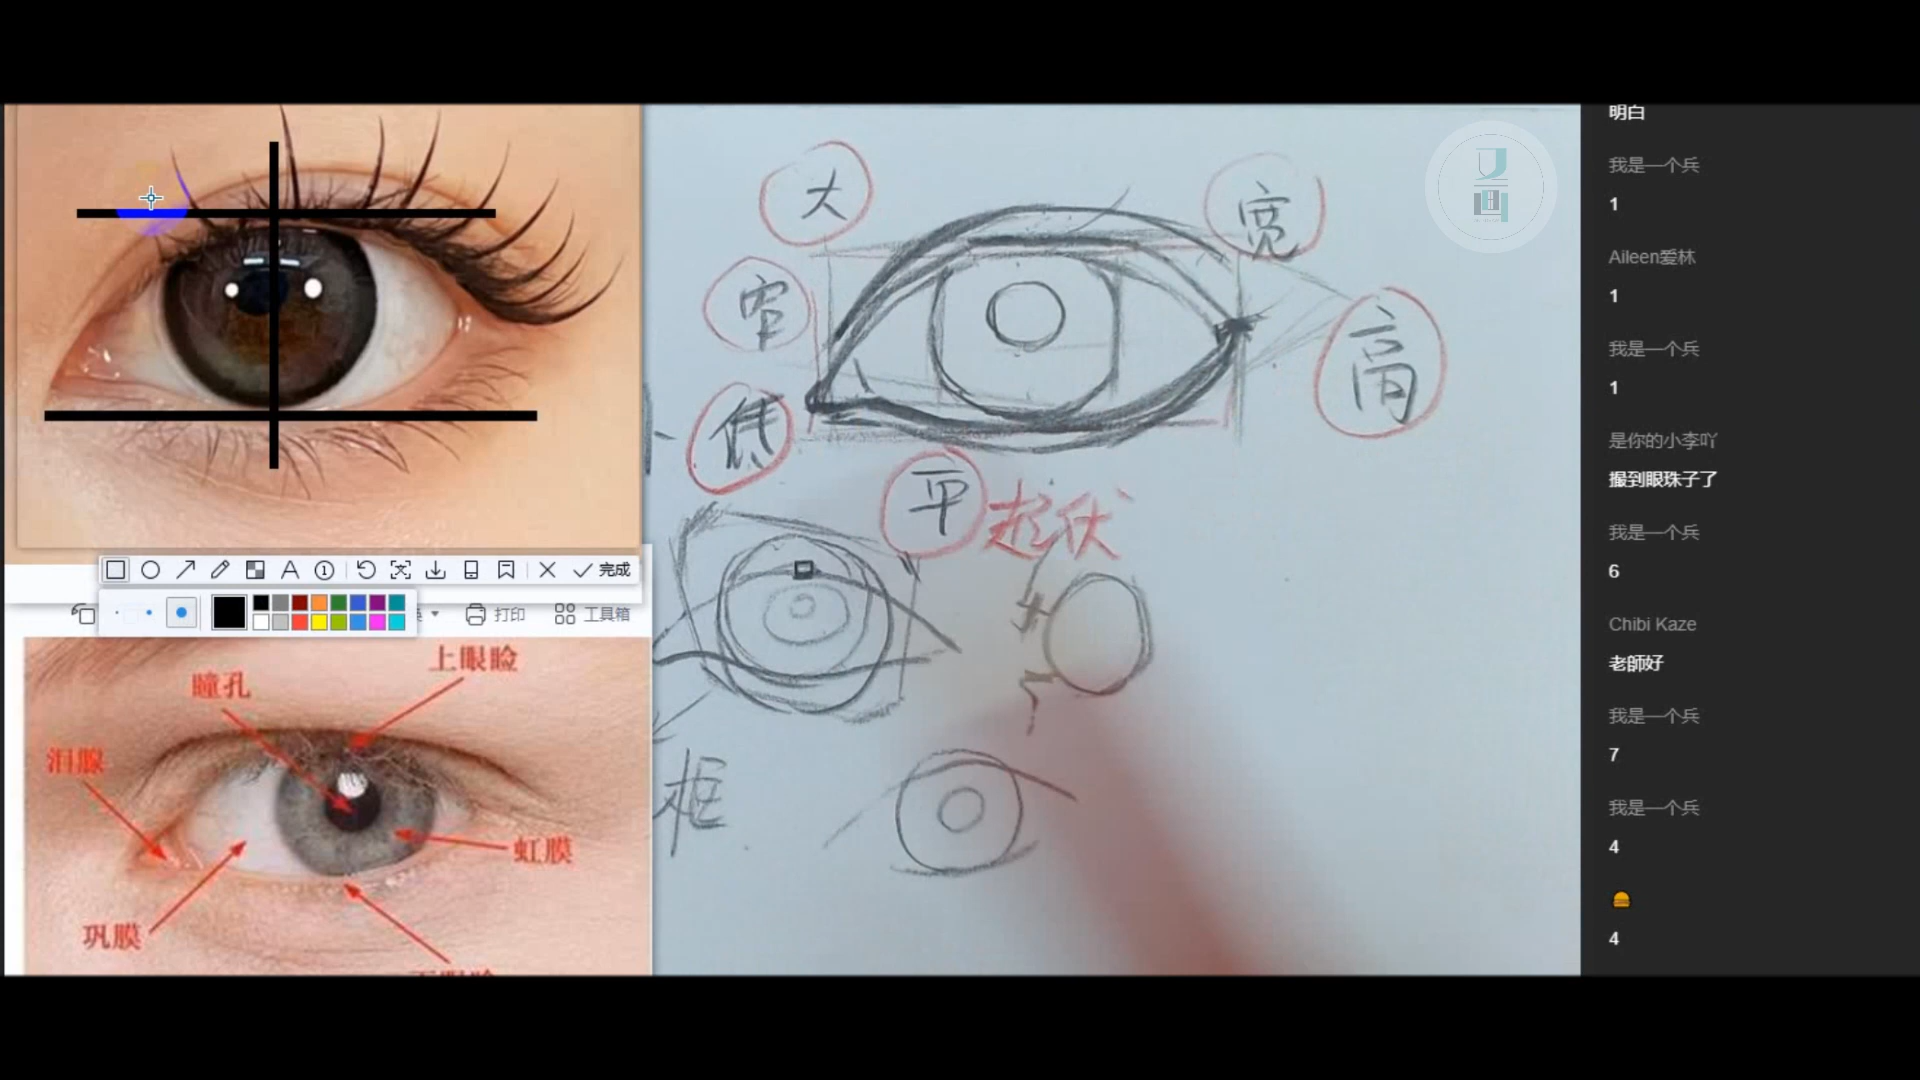 完成
打印
工具箱
上眼睑
瞳孔
泪腺
虹膜
巩膜
大
宽
窄
高
低
平
起伏
框
明白
我是一个兵
1
Aileen爱林
1
我是一个兵
1
是你的小李吖
撮到眼珠子了
我是一个兵
6
Chibi Kaze
老師好
我是一个兵
7
我是一个兵
4
4